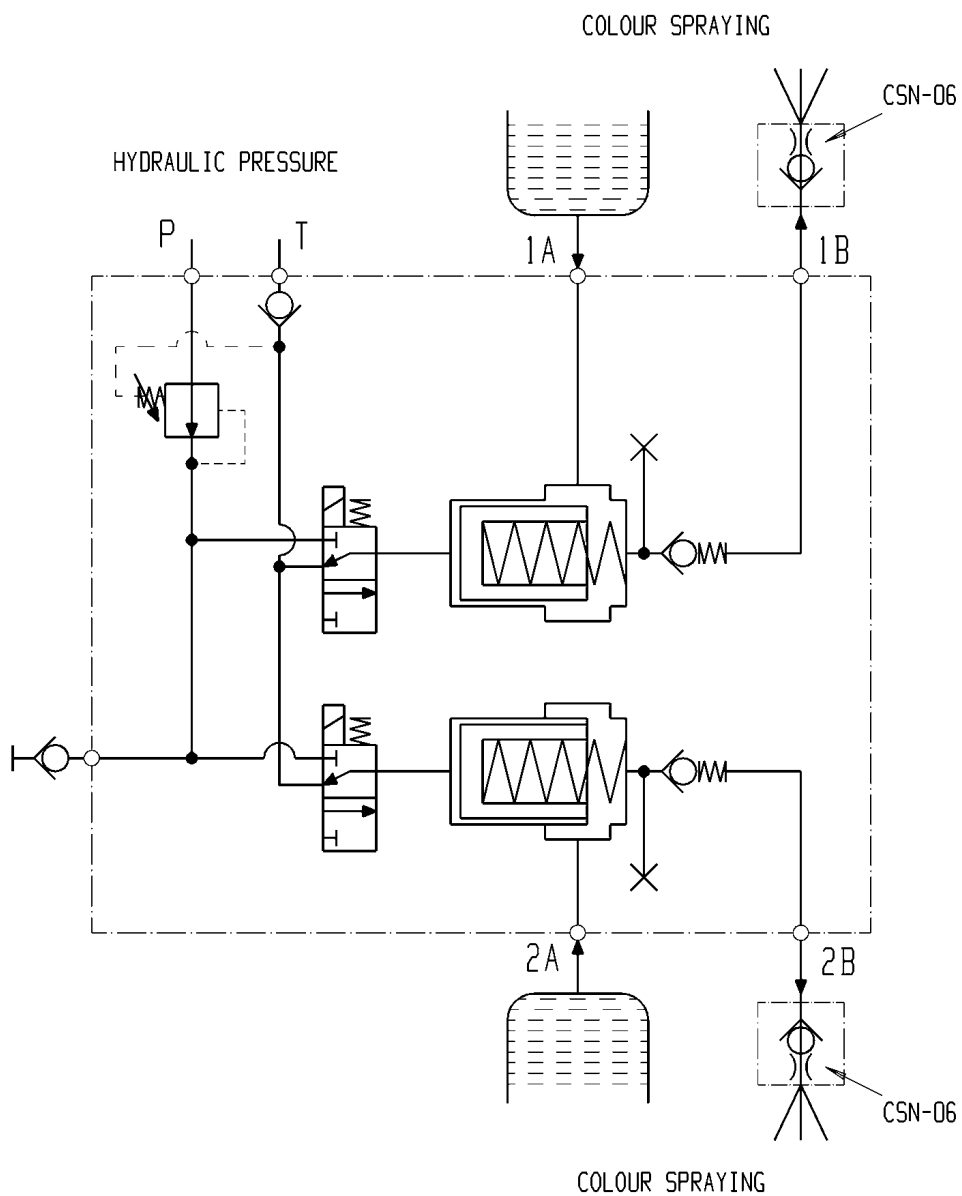 COLOUR SPRAYING
CSN-06
HYDRAULIC PRESSURE
P
T
1A
1B
2A
2B
CSN-06
COLOUR SPRAYING